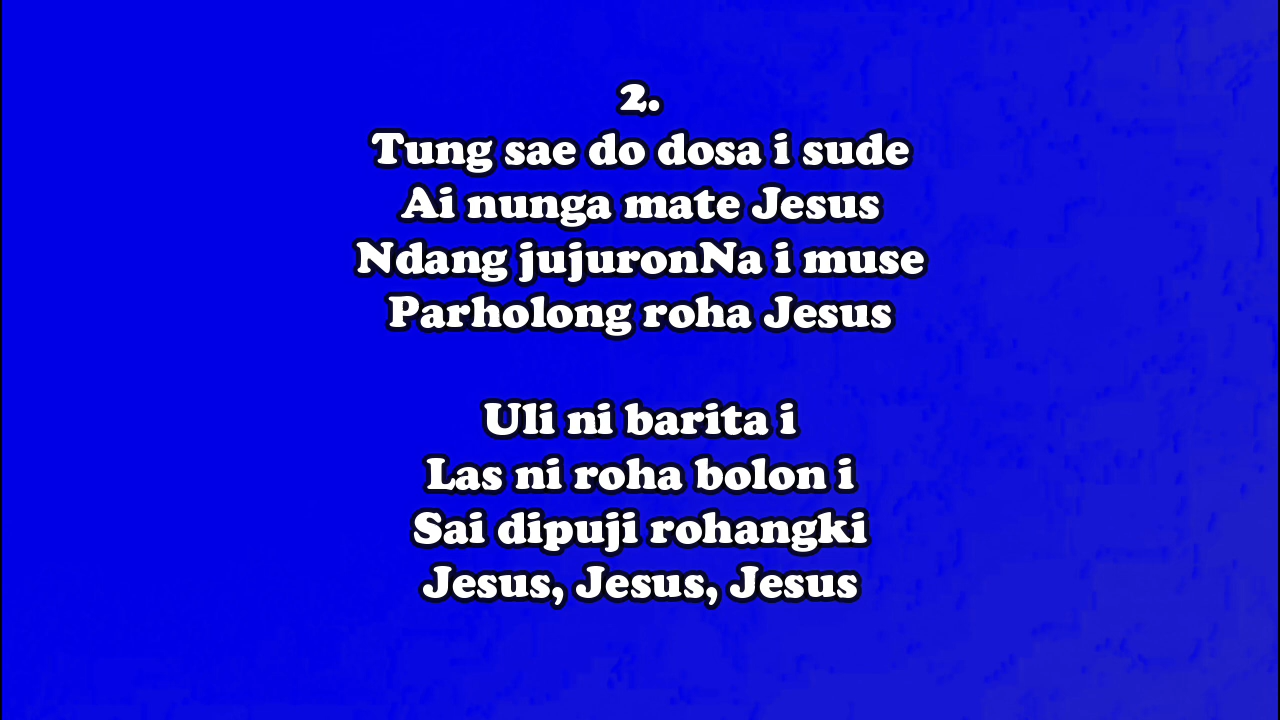 2.
Tung sae do dosa i sude
Ai nunga mate Jesus
Ndang jujuronNa i muse
Parholong roha Jesus
Uli ni barita i
Las ni roha bolon i
Sai dipuji rohangki
Jesus, Jesus, Jesus